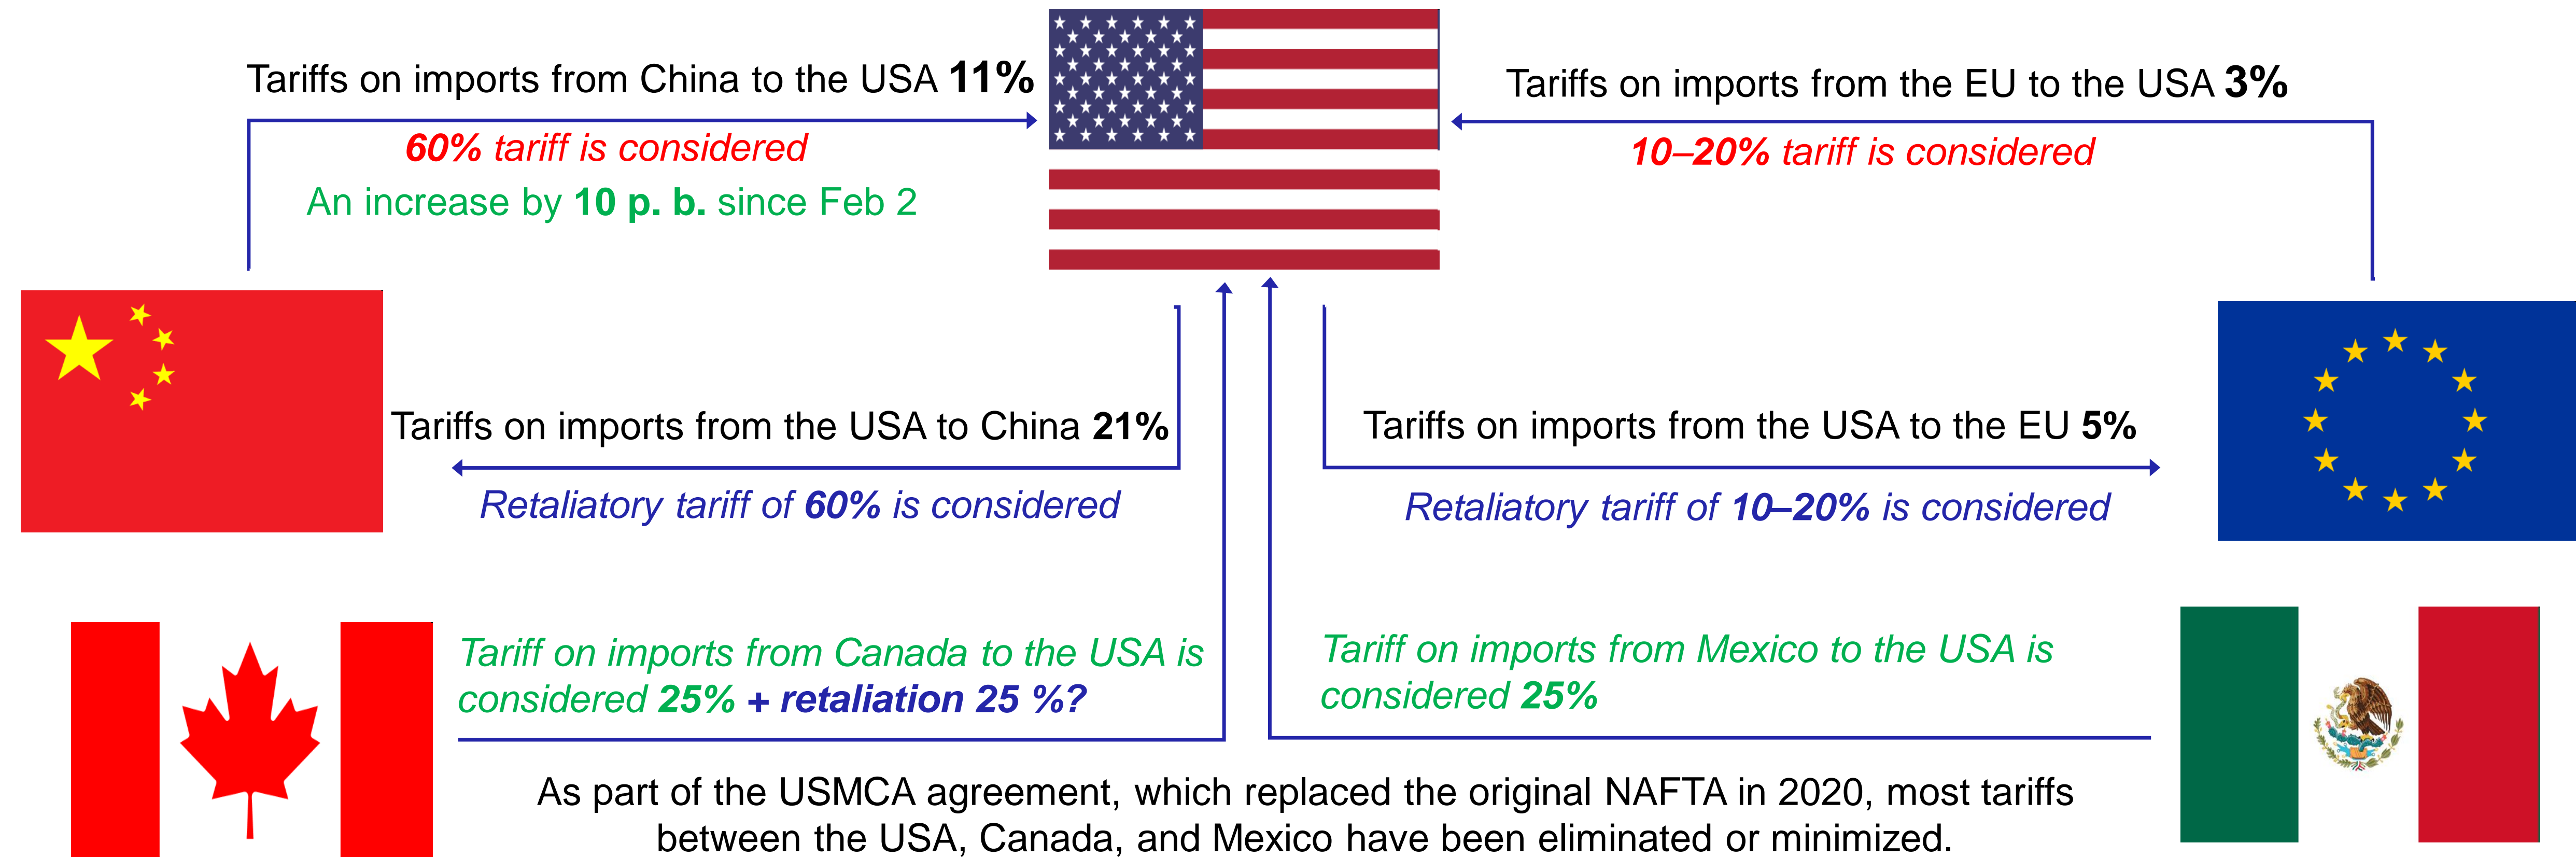 Tariffs on imports from China to the USA 11%
60% tariff is considered
An increase by 10 p. b. since Feb 2
Tariffs on imports from the EU to the USA 3%
10–20% tariff is considered
Tariffs on imports from the USA to China 21%
Retaliatory tariff of 60% is considered
Tariffs on imports from the USA to the EU 5%
Retaliatory tariff of 10–20% is considered
Tariff on imports from Canada to the USA is
considered 25% + retaliation 25 %?
Tariff on imports from Mexico to the USA is
considered 25%
As part of the USMCA agreement, which replaced the original NAFTA in 2020, most tariffs
between the USA, Canada, and Mexico have been eliminated or minimized.